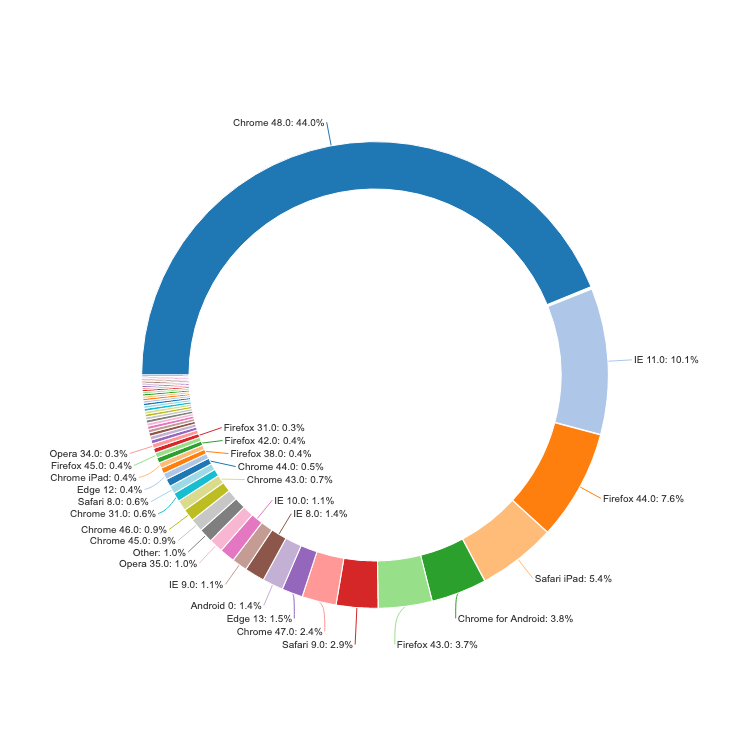 Chrome 48.0: 44.0%
IE 11.0: 10.1%
Firefox 44.0: 7.6%
Safari iPad: 5.4%
Chrome for Android: 3.8%
Firefox 43.0: 3.7%
Safari 9.0: 2.9%
Chrome 47.0: 2.4%
Edge 13: 1.5%
Android 0: 1.4%
IE 8.0: 1.4%
IE 10.0: 1.1%
IE 9.0: 1.1%
Opera 35.0: 1.0%
Other: 1.0%
Chrome 45.0: 0.9%
Chrome 46.0: 0.9%
Chrome 43.0: 0.7%
Chrome 31.0: 0.6%
Safari 8.0: 0.6%
Chrome 44.0: 0.5%
Edge 12: 0.4%
Firefox 38.0: 0.4%
Chrome iPad: 0.4%
Firefox 42.0: 0.4%
Firefox 45.0: 0.4%
Firefox 31.0: 0.3%
Opera 34.0: 0.3%